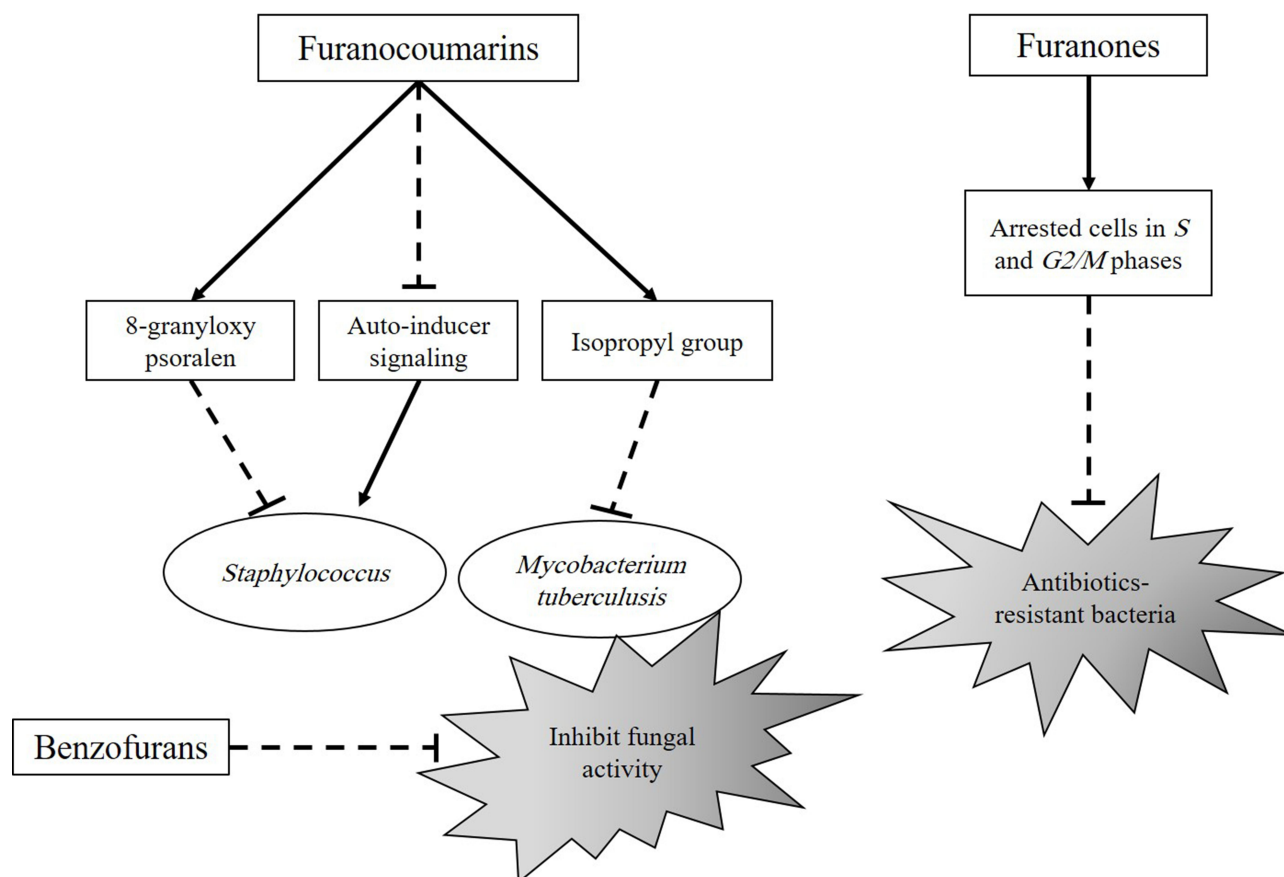 Furanocoumarins
Furanones
Arrested cells in S
and G2/M phases
8-granyloxy
psoralen
Auto-inducer
signaling
Isopropyl group
Staphylococcus
Mycobacterium
tuberculusis
Antibiotics-
resistant bacteria
Benzofurans
Inhibit fungal
activity